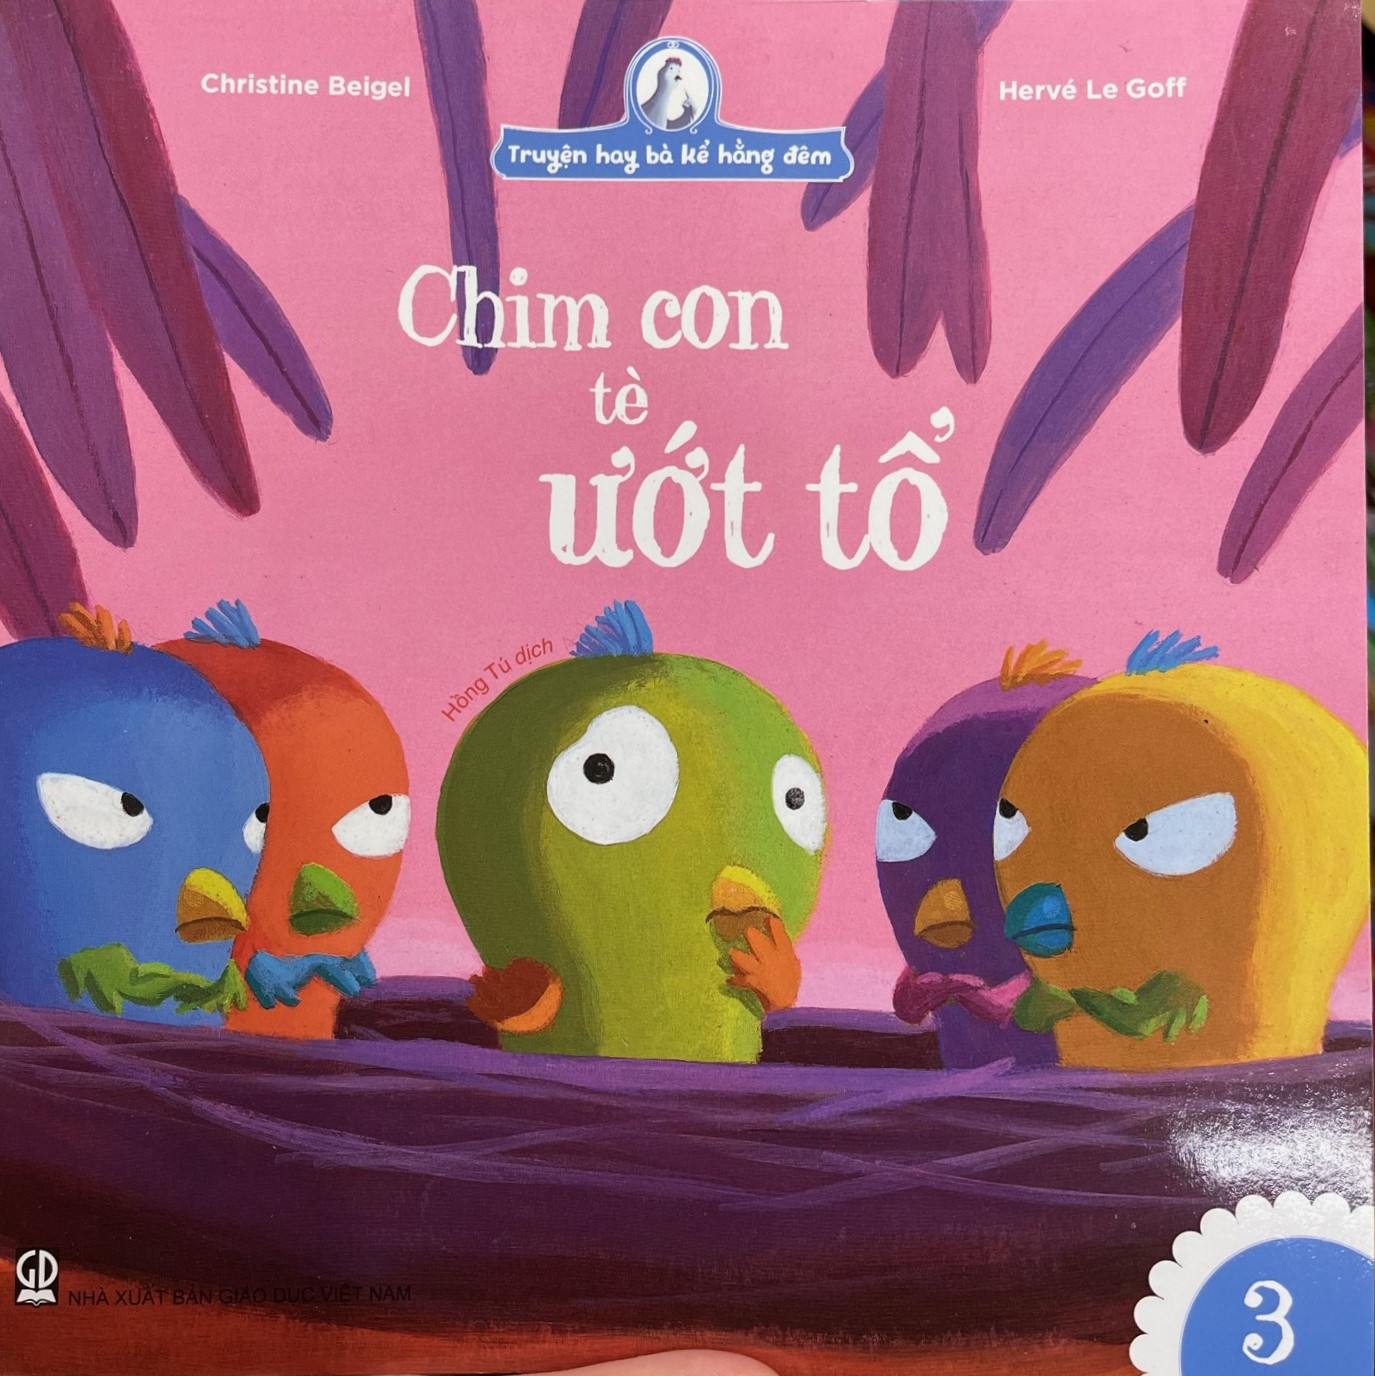 Christine Beigel
Hervé Le Goff
Truyện hay bà kể hằng đêm
Chim con
tè
ướt tổ
Hồng Tú dịch
GD
NHÀ XUẤT BẢN GIÁO DỤC VIỆT NAM
3